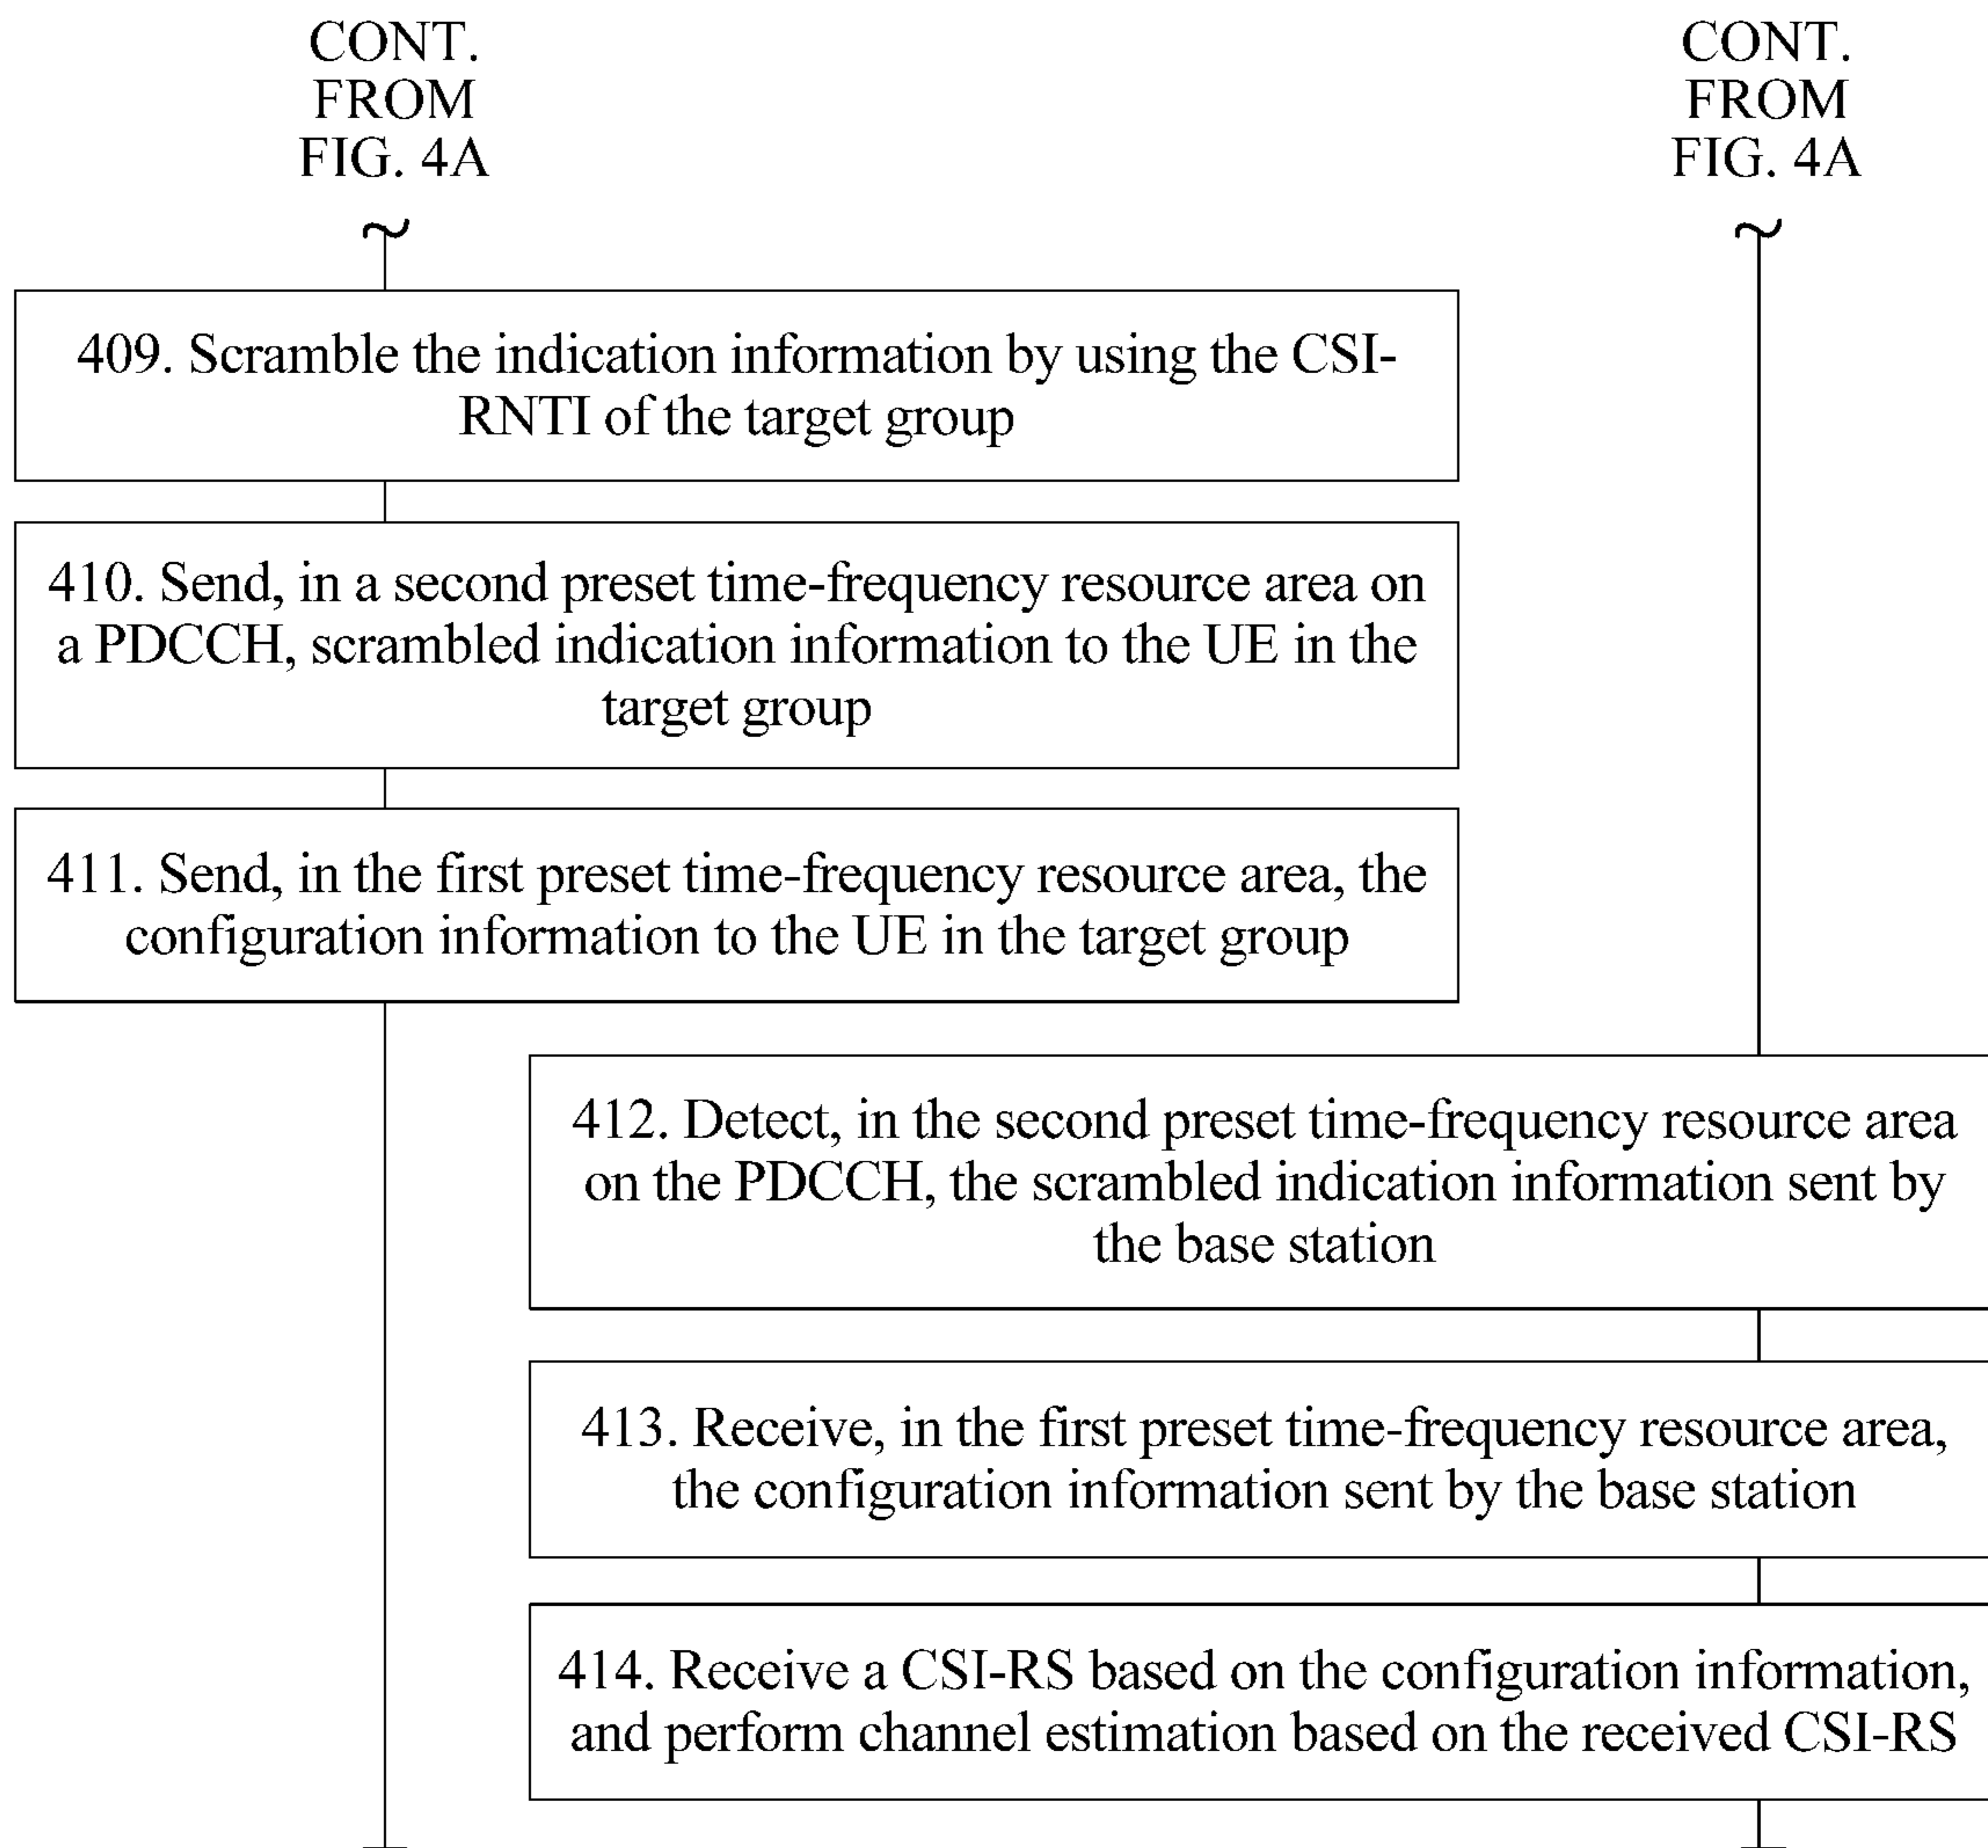 CONT.
FROM
FIG. 4A
CONT.
FROM
FIG. 4A
409. Scramble the indication information by using the CSI-
RNTI of the target group
410. Send, in a second preset time-frequency resource area on
a PDCCH, scrambled indication information to the UE in the
target group
411. Send, in the first preset time-frequency resource area, the
configuration information to the UE in the target group
412. Detect, in the second preset time-frequency resource area
on the PDCCH, the scrambled indication information sent by
the base station
413. Receive, in the first preset time-frequency resource area,
the configuration information sent by the base station
414. Receive a CSI-RS based on the configuration information,
and perform channel estimation based on the received CSI-RS